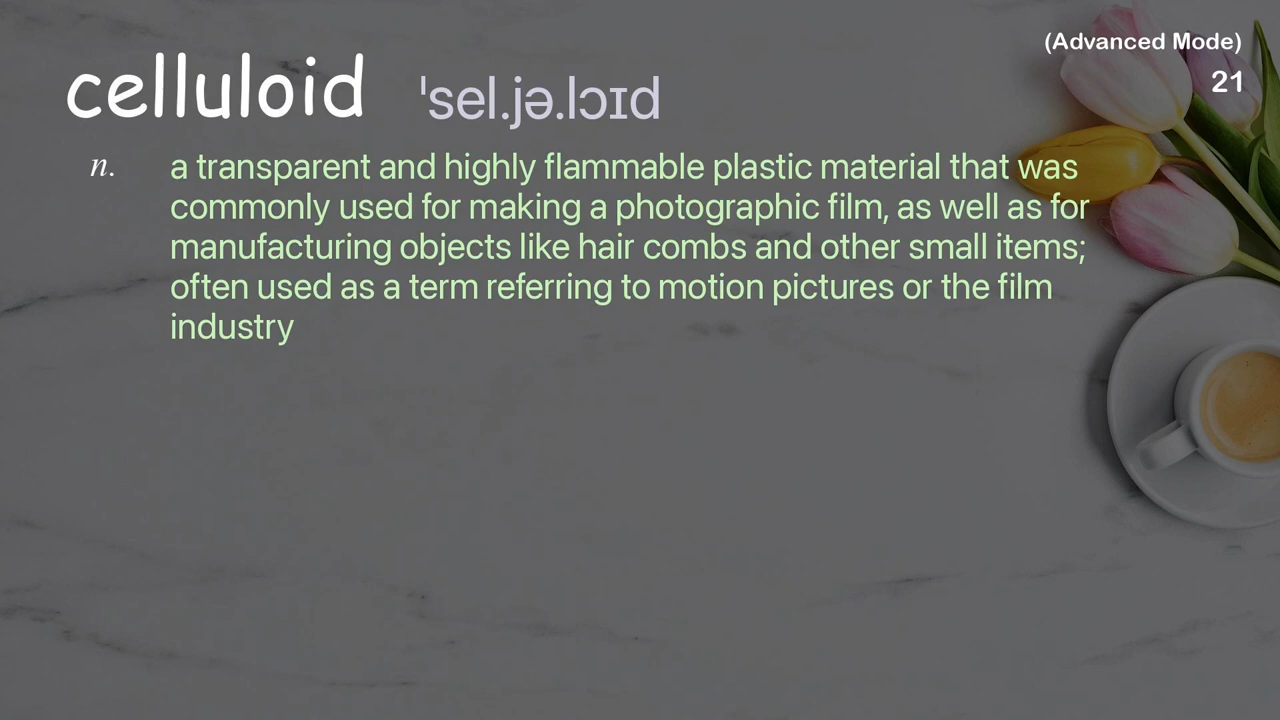 (Advanced Mode)
21
celluloid ˈsel.jə.lɔɪd
n. a transparent and highly flammable plastic material that was
commonly used for making a photographic film, as well as for
manufacturing objects like hair combs and other small items;
often used as a term referring to motion pictures or the film
industry